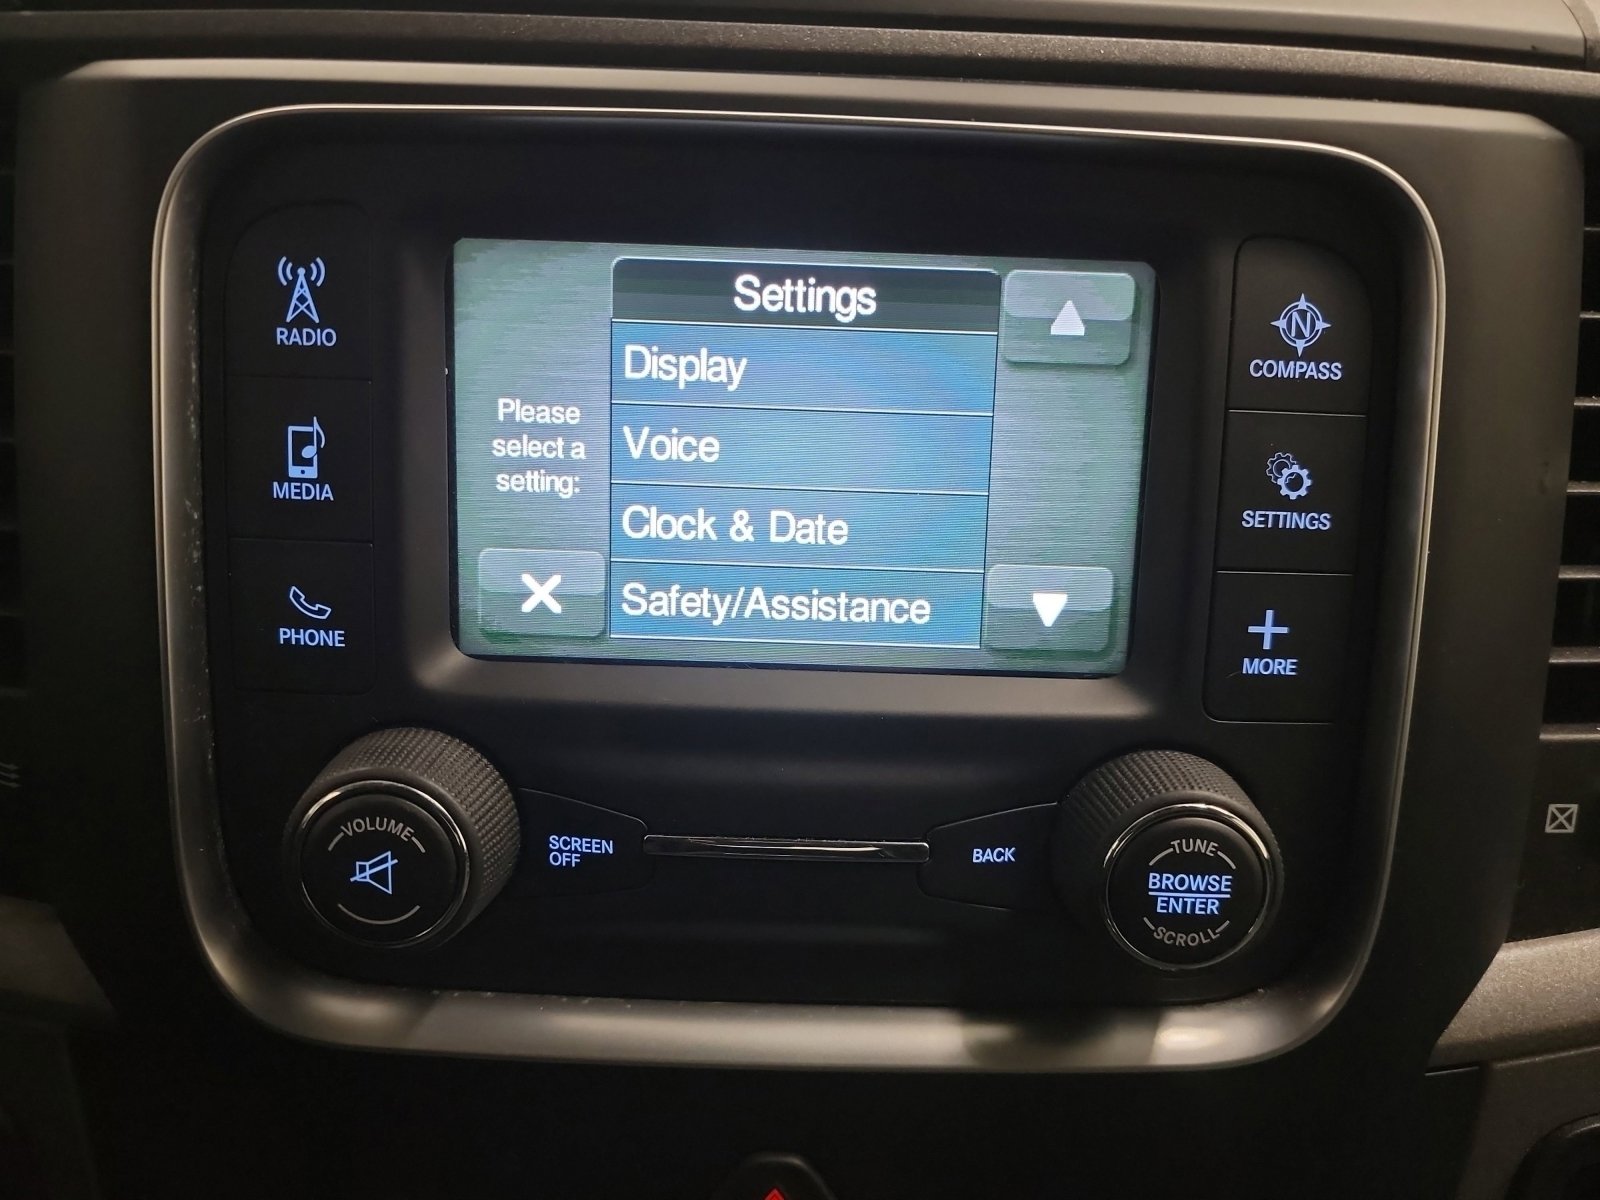 RADIO
MEDIA
PHONE
Settings
Display
Voice
Clock & Date
Safety/Assistance
Please
select a
setting:
N
COMPASS
SETTINGS
MORE
VOLUME
SCREEN
OFF
BACK
TUNE
BROWSE
ENTER
SCROLL